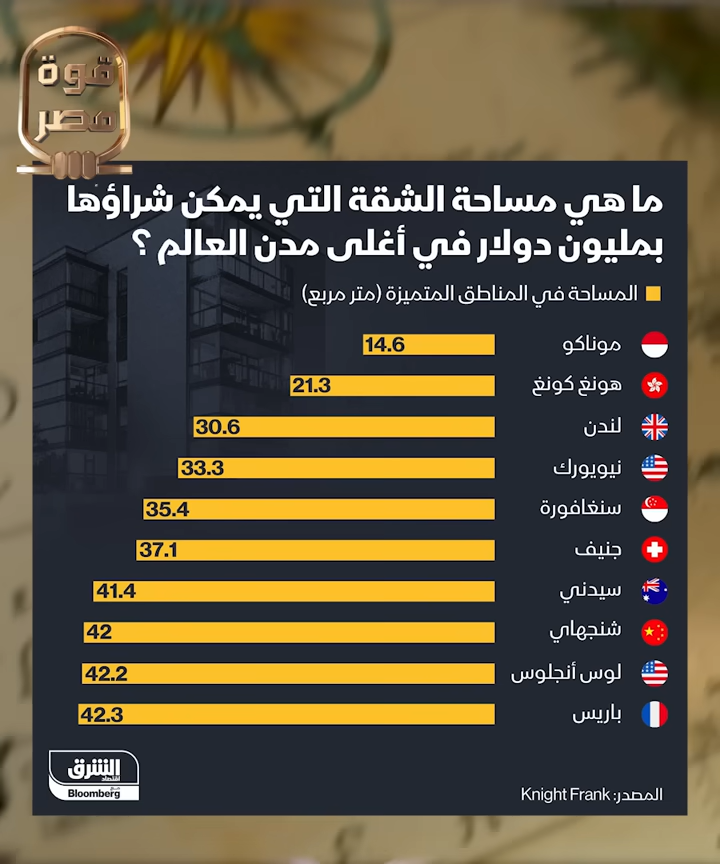 قوة
مصر
ما هي مساحة الشقة التي يمكن شراؤها
بمليون دولار في أغلى مدن العالم ؟
المساحة في المناطق المتميزة (متر مربع)
موناكو 14.6
هونغ كونغ 21.3
لندن 30.6
نيويورك 33.3
سنغافورة 35.4
جنيف 37.1
سيدني 41.4
شنجهاي 42
لوس أنجلوس 42.2
باريس 42.3
الشرق
اقتصاد
مع
Bloomberg
المصدر: Knight Frank